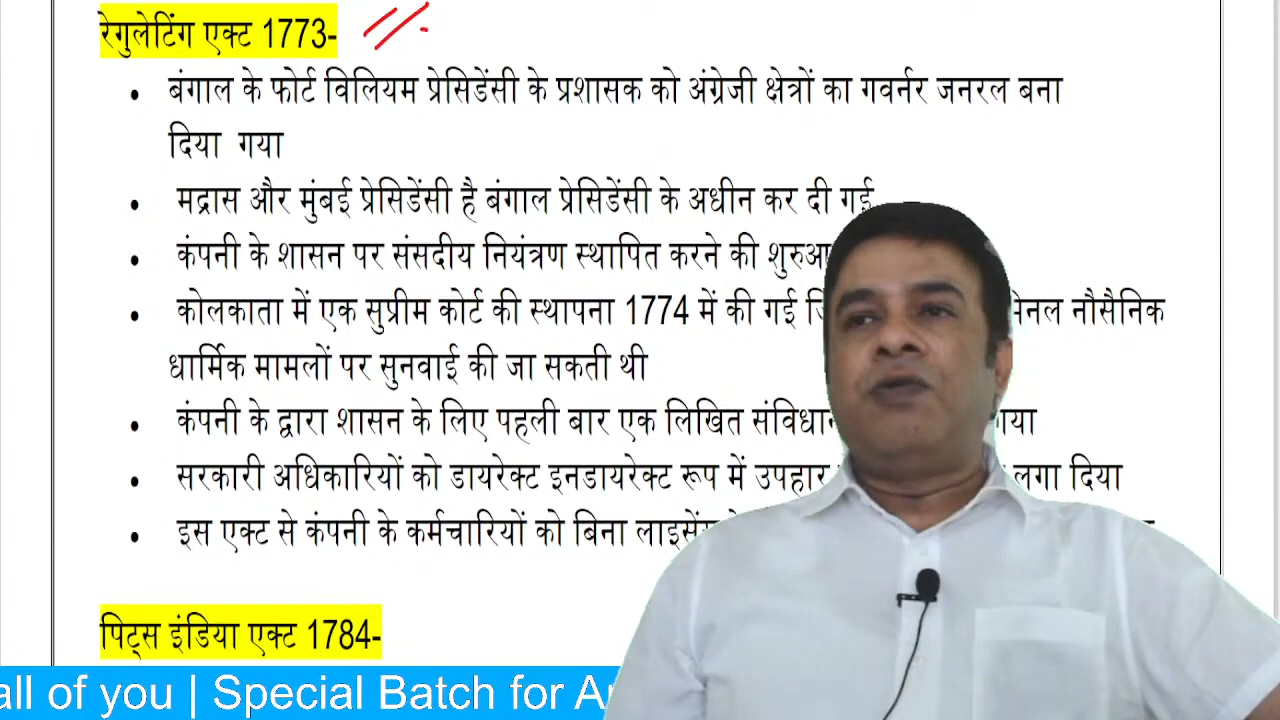 रेगुलेटिंग एक्ट 1773-
• बंगाल के फोर्ट विलियम प्रेसिडेंसी के प्रशासक को अंग्रेजी क्षेत्रों का गवर्नर जनरल बना
दिया गया
• मद्रास और मुंबई प्रेसिडेंसी है बंगाल प्रेसिडेंसी के अधीन कर दी गई
• कंपनी के शासन पर संसदीय नियंत्रण स्थापित करने की
• कोलकाता में एक सुप्रीम कोर्ट की स्थापना 1774 में की गई नौसैनिक
धार्मिक मामलों पर सुनवाई की जा सकती थी
• कंपनी के द्वारा शासन के लिए पहली बार एक लिखित
• सरकारी अधिकारियों को डायरेक्ट इनडायरेक्ट रूप में उपहार लगा दिया
• इस एक्ट से कंपनी के कर्मचारियों को बिना
पिट्स इंडिया एक्ट 1784-
all of you | Special Batch for